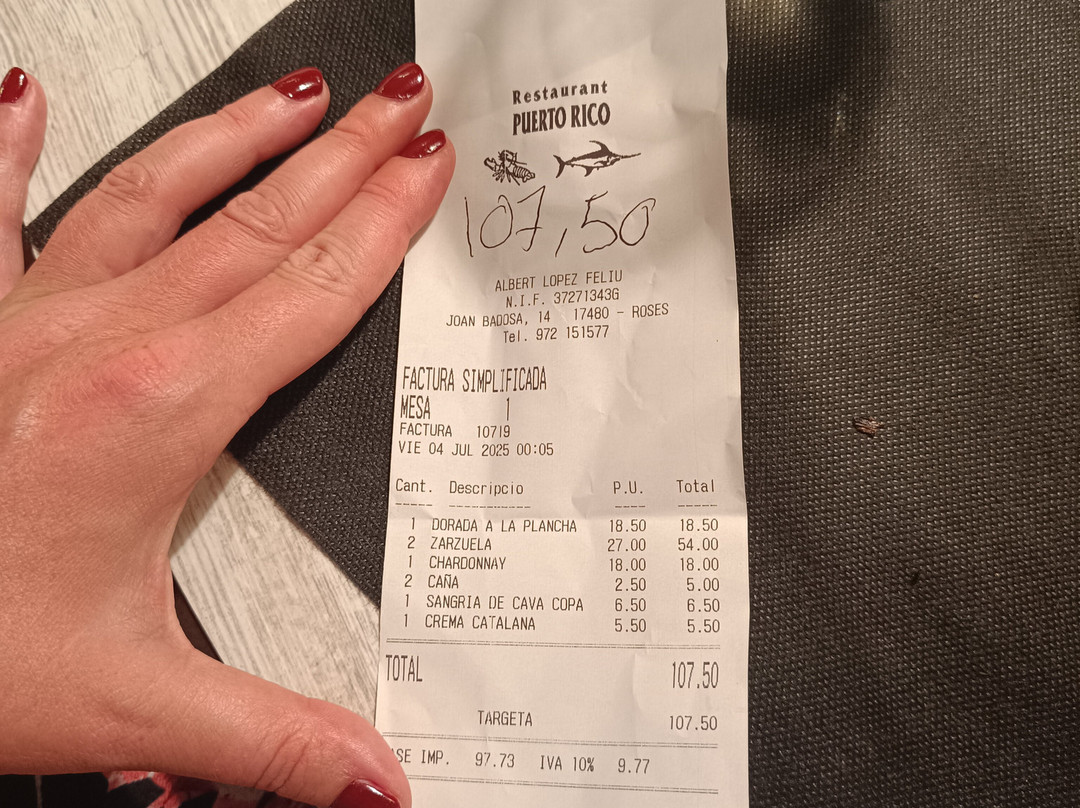 Restaurant
PUERTO RICO
107,50
ALBERT LOPEZ FELIU
N.I.F. 37271343G
JOAN BADOSA, 14 17480 - ROSES
Tel. 972 151577
FACTURA SIMPLIFICADA
MESA 1
FACTURA 10719
VIE 04 JUL 2025 00:05
Cant. Descripcio P.U. Total
1 DORADA A LA PLANCHA 18.50 18.50
2 ZARZUELA 27.00 54.00
1 CHARDONNAY 18.00 18.00
2 CAÑA 2.50 5.00
1 SANGRIA DE CAVA COPA 6.50 6.50
1 CREMA CATALANA 5.50 5.50
TOTAL 107.50
TARGETA 107.50
SE IMP. 97.73 IVA 10% 9.77